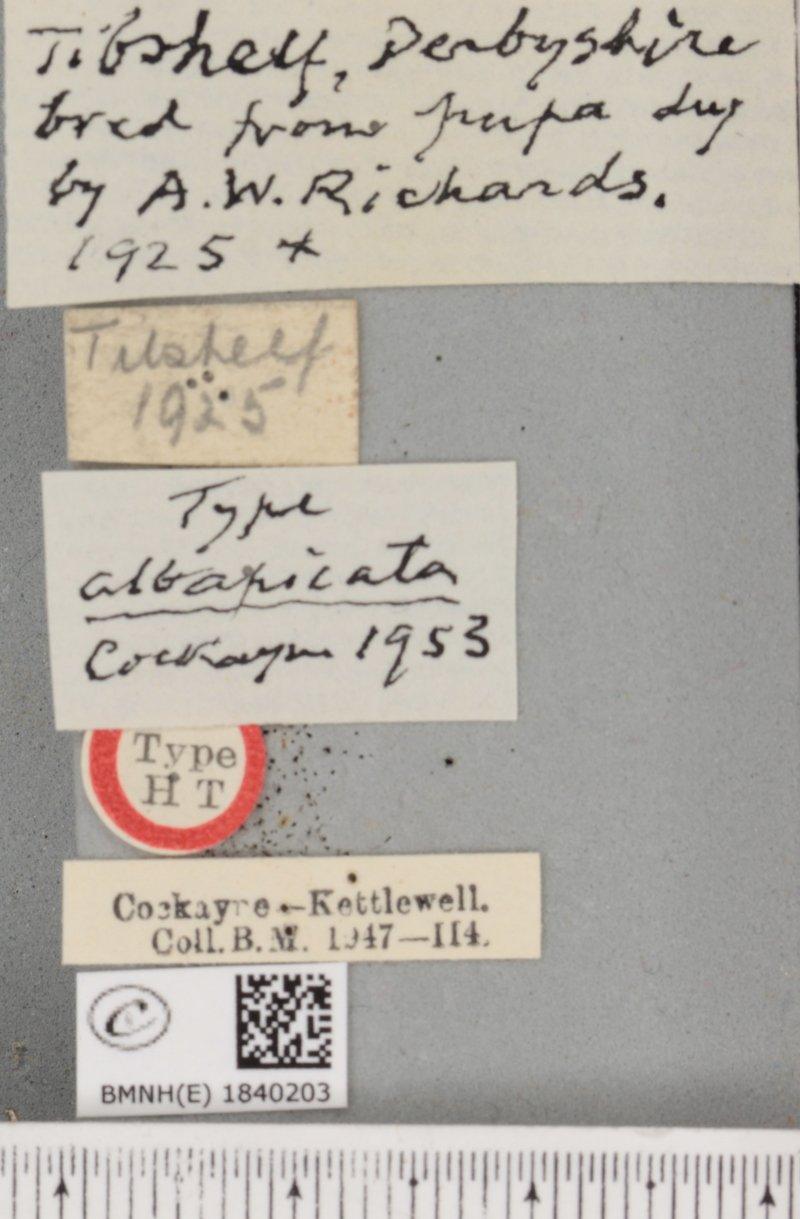 Tibshelf, Derbyshire
bred from pupa dug
by A.W. Richards.
1925 *
Tibshelf
1925
Type
albapicata
Cockayne 1953
Type
H T
Cockayne–Kettlewell.
Coll. B.M. 1947—114.
C
BMNH(E) 1840203